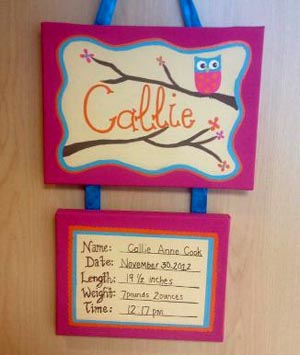 Callie
Name: Callie Anne Cook
Date: November 30, 2012
Length: 19 1/2 inches
Weight: 7 pounds 2 ounces
Time: 12:17 pm